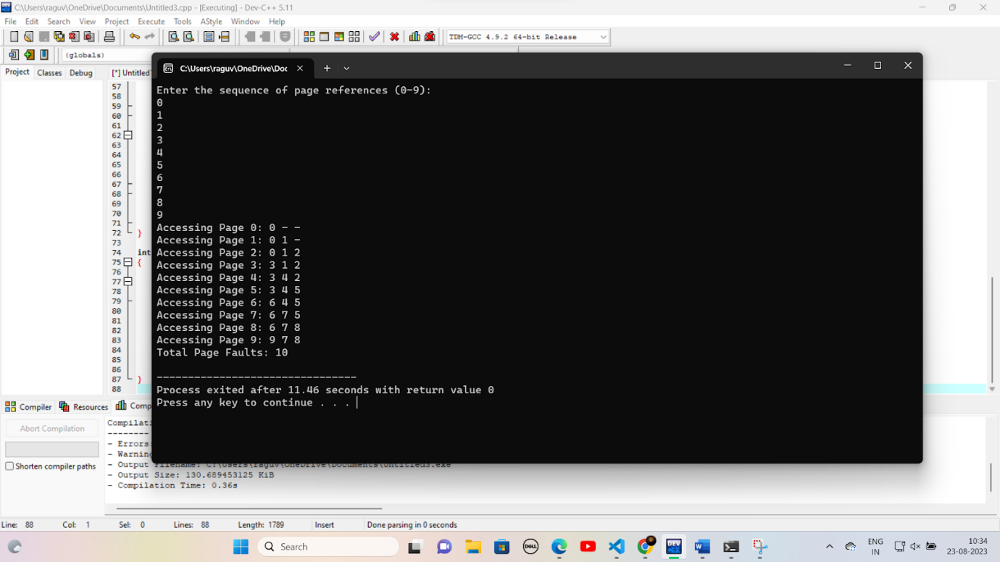 C:\Users\raguv\OneDrive\Documents\Untitled3.cpp - [Executing] - Dev-C++ 5.11
File Edit Search View Project Execute Tools AStyle Window Help
TDM-GCC 4.9.2 64-bit Release
(globals)
Project Classes Debug
[*] Untitled
C:\Users\raguv\OneDrive\Doc
57
58
59
60
61
62
63
64
65
66
67
68
69
70
71
72 }
73
74 int
75 {
76
77
78
79
80
81
82
83
84
85
86
87 }
88
Enter the sequence of page references (0-9):
0
1
2
3
4
5
6
7
8
9
Accessing Page 0: 0 - -
Accessing Page 1: 0 1 -
Accessing Page 2: 0 1 2
Accessing Page 3: 3 1 2
Accessing Page 4: 3 4 2
Accessing Page 5: 3 4 5
Accessing Page 6: 6 4 5
Accessing Page 7: 6 7 5
Accessing Page 8: 6 7 8
Accessing Page 9: 9 7 8
Total Page Faults: 10
--------------------------------
Process exited after 11.46 seconds with return value 0
Press any key to continue . . .
Compiler Resources Comp
Abort Compilation
Shorten compiler paths
Compilat
--------
- Errors:
- Warning
- Output Filename: C:\Users\raguv\OneDrive\Documents\Untitled3.exe
- Output Size: 130.689453125 KiB
- Compilation Time: 0.36s
Line: 88 Col: 1 Sel: 0 Lines: 88 Length: 1789 Insert Done parsing in 0 seconds
Search
DELL
DEV
ENG
IN
10:34
23-08-2023